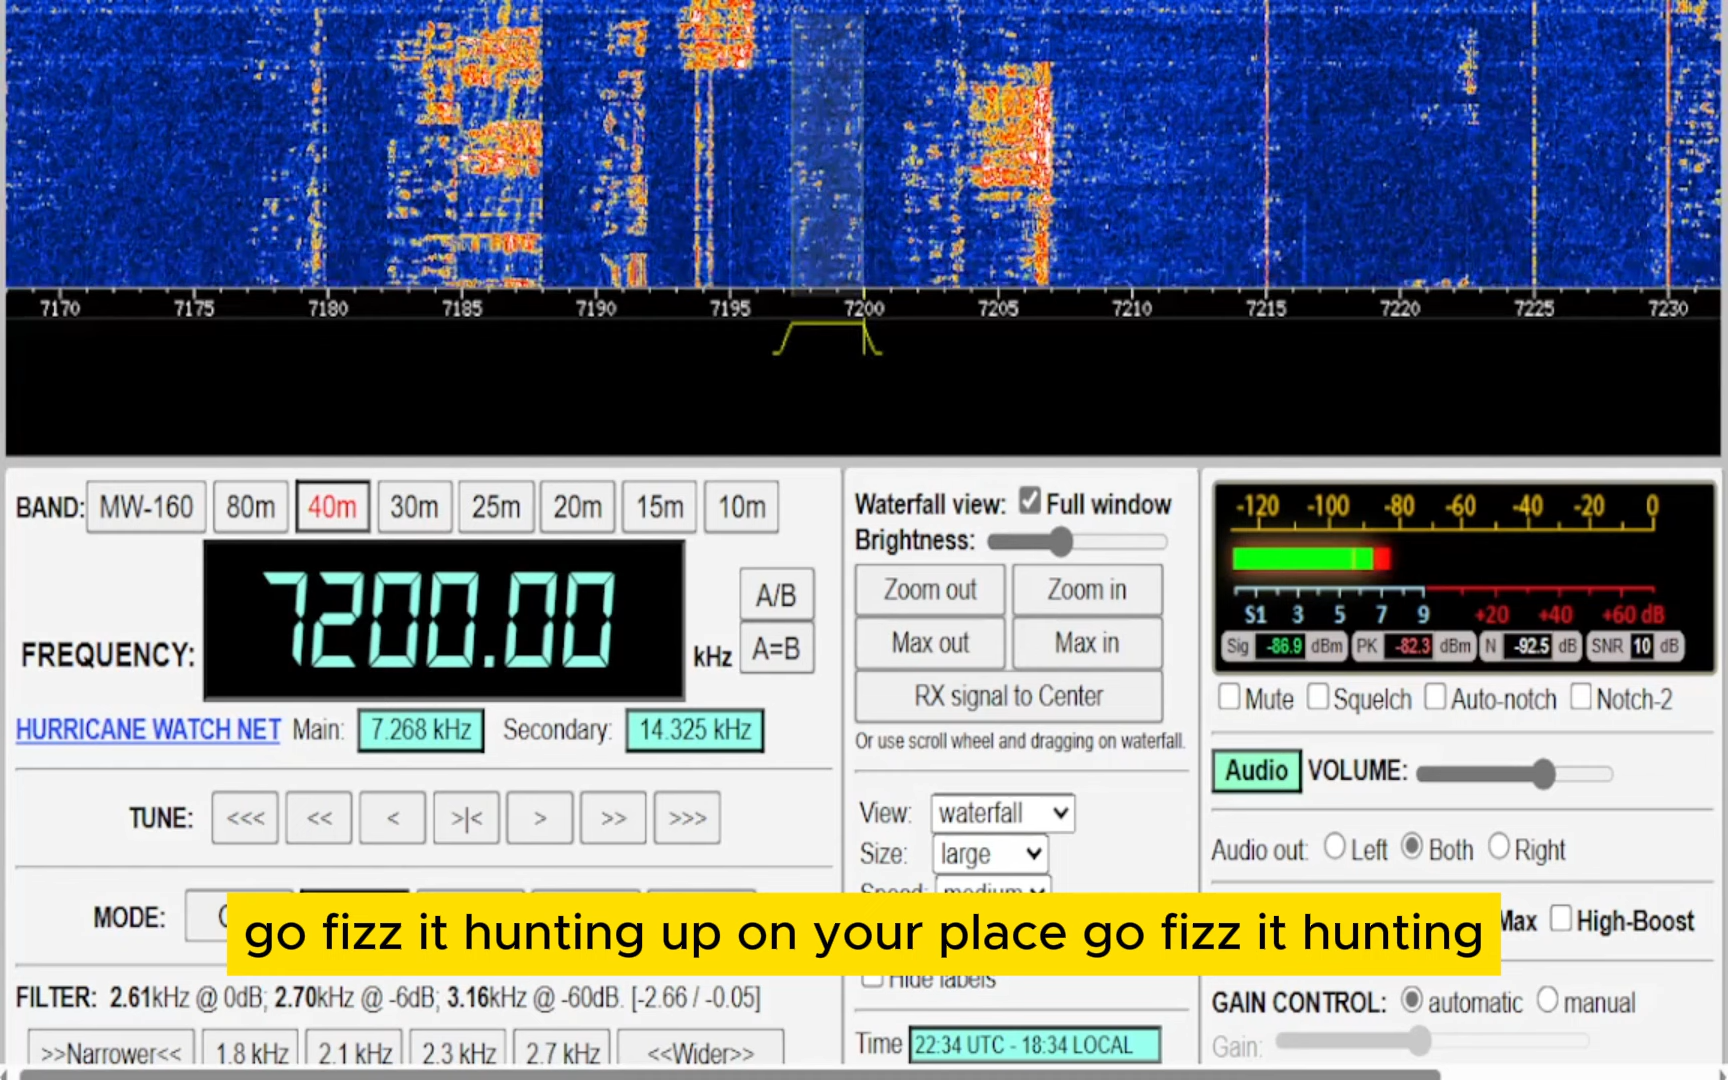 7170 7175 7180 7185 7190 7195 7200 7205 7210 7215 7220 7225 7230
BAND: MW-160 80m 40m 30m 25m 20m 15m 10m
7200.00
FREQUENCY: kHz
A/B
A=B
HURRICANE WATCH NET Main: 7.268 kHz Secondary: 14.325 kHz
TUNE: <<< << < >|< > >> >>>
MODE:
FILTER: 2.61kHz @ 0dB; 2.70kHz @ -6dB; 3.16kHz @ -60dB. [-2.66 / -0.05]
>>Narrower<< 1.8 kHz 2.1 kHz 2.3 kHz 2.7 kHz <<Wider>>
Waterfall view: Full window
Brightness:
Zoom out Zoom in
Max out Max in
RX signal to Center
Or use scroll wheel and dragging on waterfall.
View: waterfall
Size: large
Speed: medium
Hide labels
Time 22:34 UTC - 18:34 LOCAL
-120 -100 -80 -60 -40 -20 0
S1 3 5 7 9 +20 +40 +60 dB
Sig -86.9 dBm PK -82.3 dBm N -92.5 dB SNR 10 dB
Mute Squelch Auto-notch Notch-2
Audio VOLUME:
Audio out: Left Both Right
Max High-Boost
GAIN CONTROL: automatic manual
Gain:
go fizz it hunting up on your place go fizz it hunting